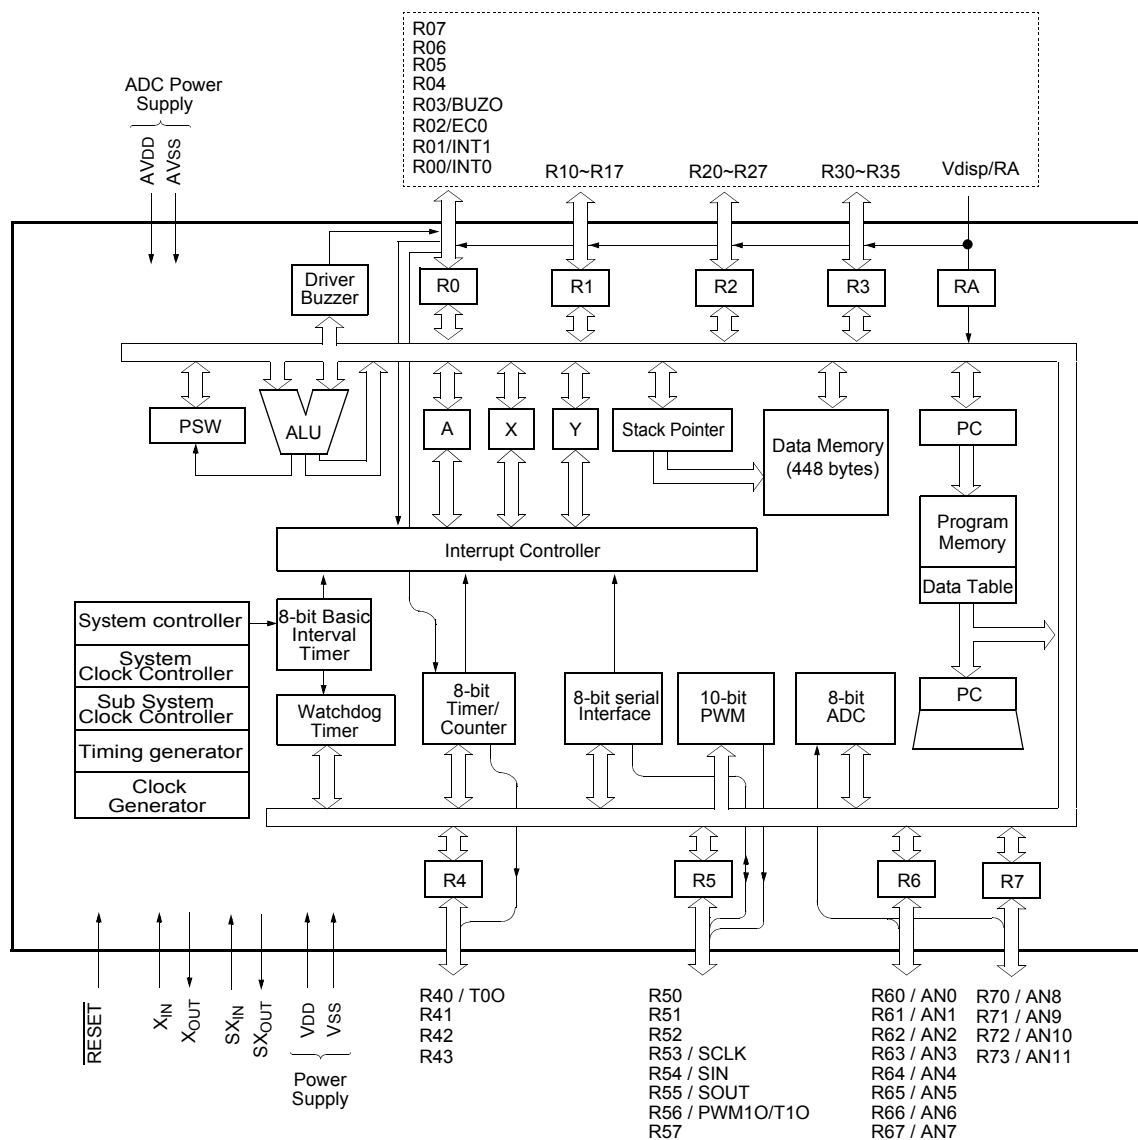 R07
R06
R05
R04
R03/BUZO
R02/EC0
R01/INT1
R00/INT0
R10~R17
R20~R27
R30~R35
Vdisp/RA
ADC Power
Supply
AVDD
AVSS
Driver
Buzzer
R0
R1
R2
R3
RA
PSW
ALU
A
X
Y
Stack Pointer
Data Memory
(448 bytes)
PC
Program
Memory
Data Table
PC
Interrupt Controller
System controller
System
Clock Controller
Sub System
Clock Controller
Timing generator
Clock
Generator
8-bit Basic
Interval
Timer
Watchdog
Timer
8-bit
Timer/
Counter
8-bit serial
Interface
10-bit
PWM
8-bit
ADC
R4
R5
R6
R7
RESET
XIN
XOUT
SXIN
SXOUT
VDD
VSS
Power
Supply
R40 / T0O
R41
R42
R43
R50
R51
R52
R53 / SCLK
R54 / SIN
R55 / SOUT
R56 / PWM1O/T1O
R57
R60 / AN0
R61 / AN1
R62 / AN2
R63 / AN3
R64 / AN4
R65 / AN5
R66 / AN6
R67 / AN7
R70 / AN8
R71 / AN9
R72 / AN10
R73 / AN11